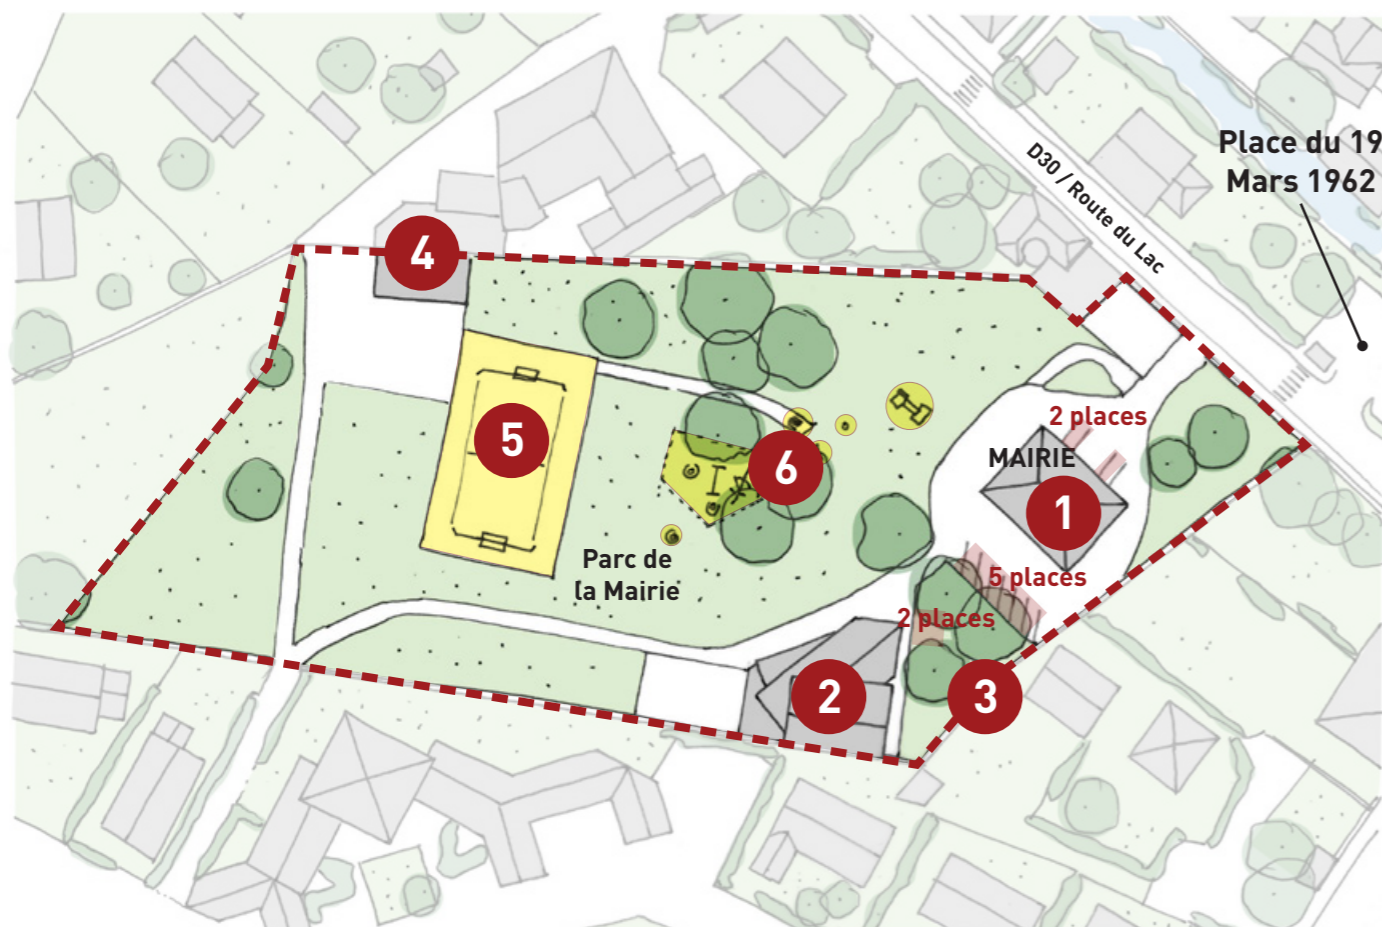 Place du 19
Mars 1962
D30 / Route du Lac
4
2 places
5
MAIRIE
6
1
Parc de
la Mairie
5 places
2 places
2
3